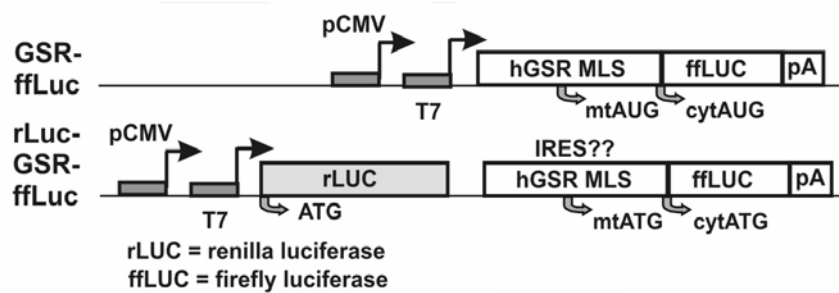 GSR-
ffLuc
pCMV
T7
hGSR MLS
ffLUC
pA
mtAUG
cytAUG
rLuc-
GSR-
ffLuc
pCMV
T7
rLUC
ATG
IRES??
hGSR MLS
ffLUC
pA
mtATG
cytATG
rLUC = renilla luciferase
ffLUC = firefly luciferase